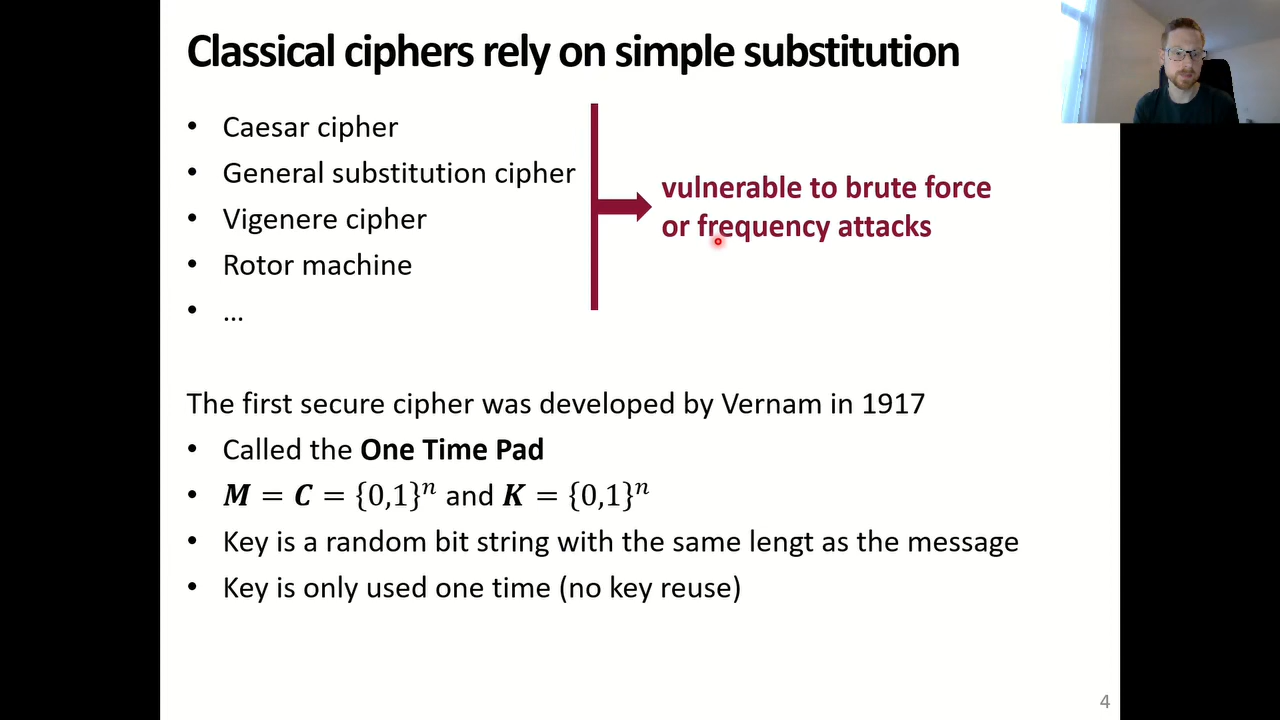 Classical ciphers rely on simple substitution
• Caesar cipher
• General substitution cipher
• Vigenere cipher
• Rotor machine
• ...
vulnerable to brute force
or frequency attacks
The first secure cipher was developed by Vernam in 1917
• Called the One Time Pad
• M = C = {0,1}ⁿ and K = {0,1}ⁿ
• Key is a random bit string with the same lengt as the message
• Key is only used one time (no key reuse)
4